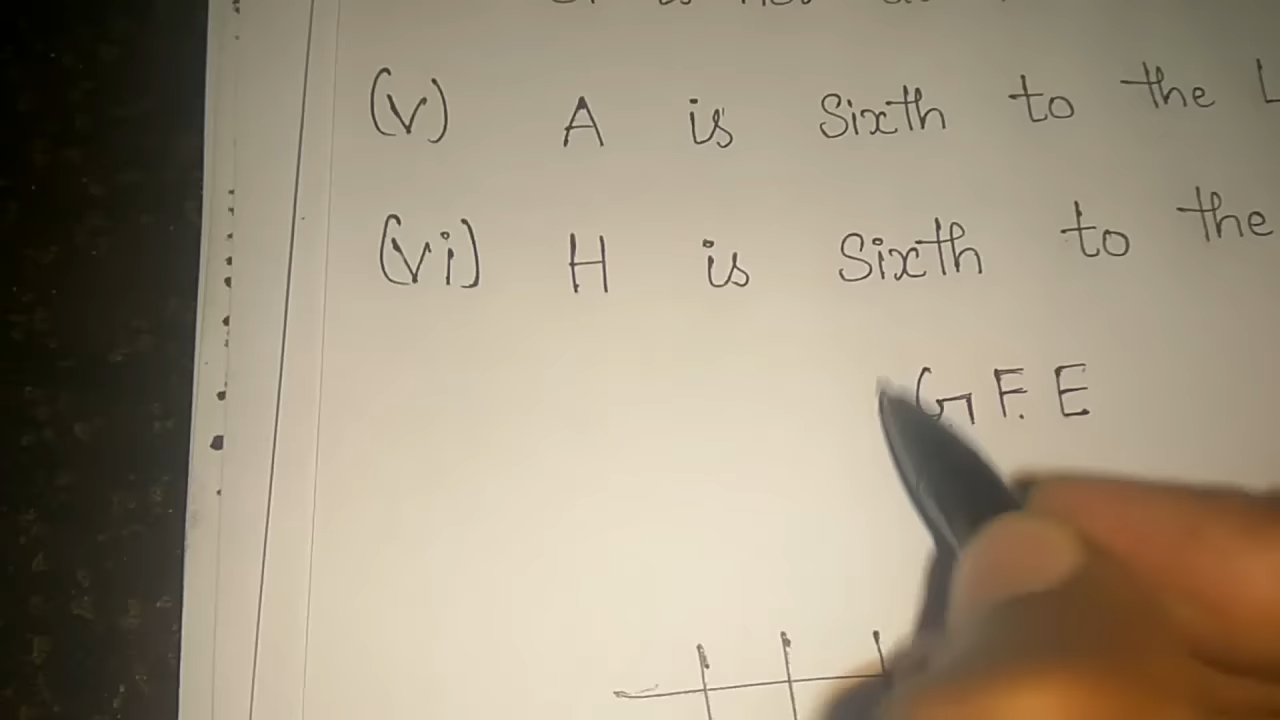 (v) A is Sixth to the L
(vi) H is Sixth to the
G F E